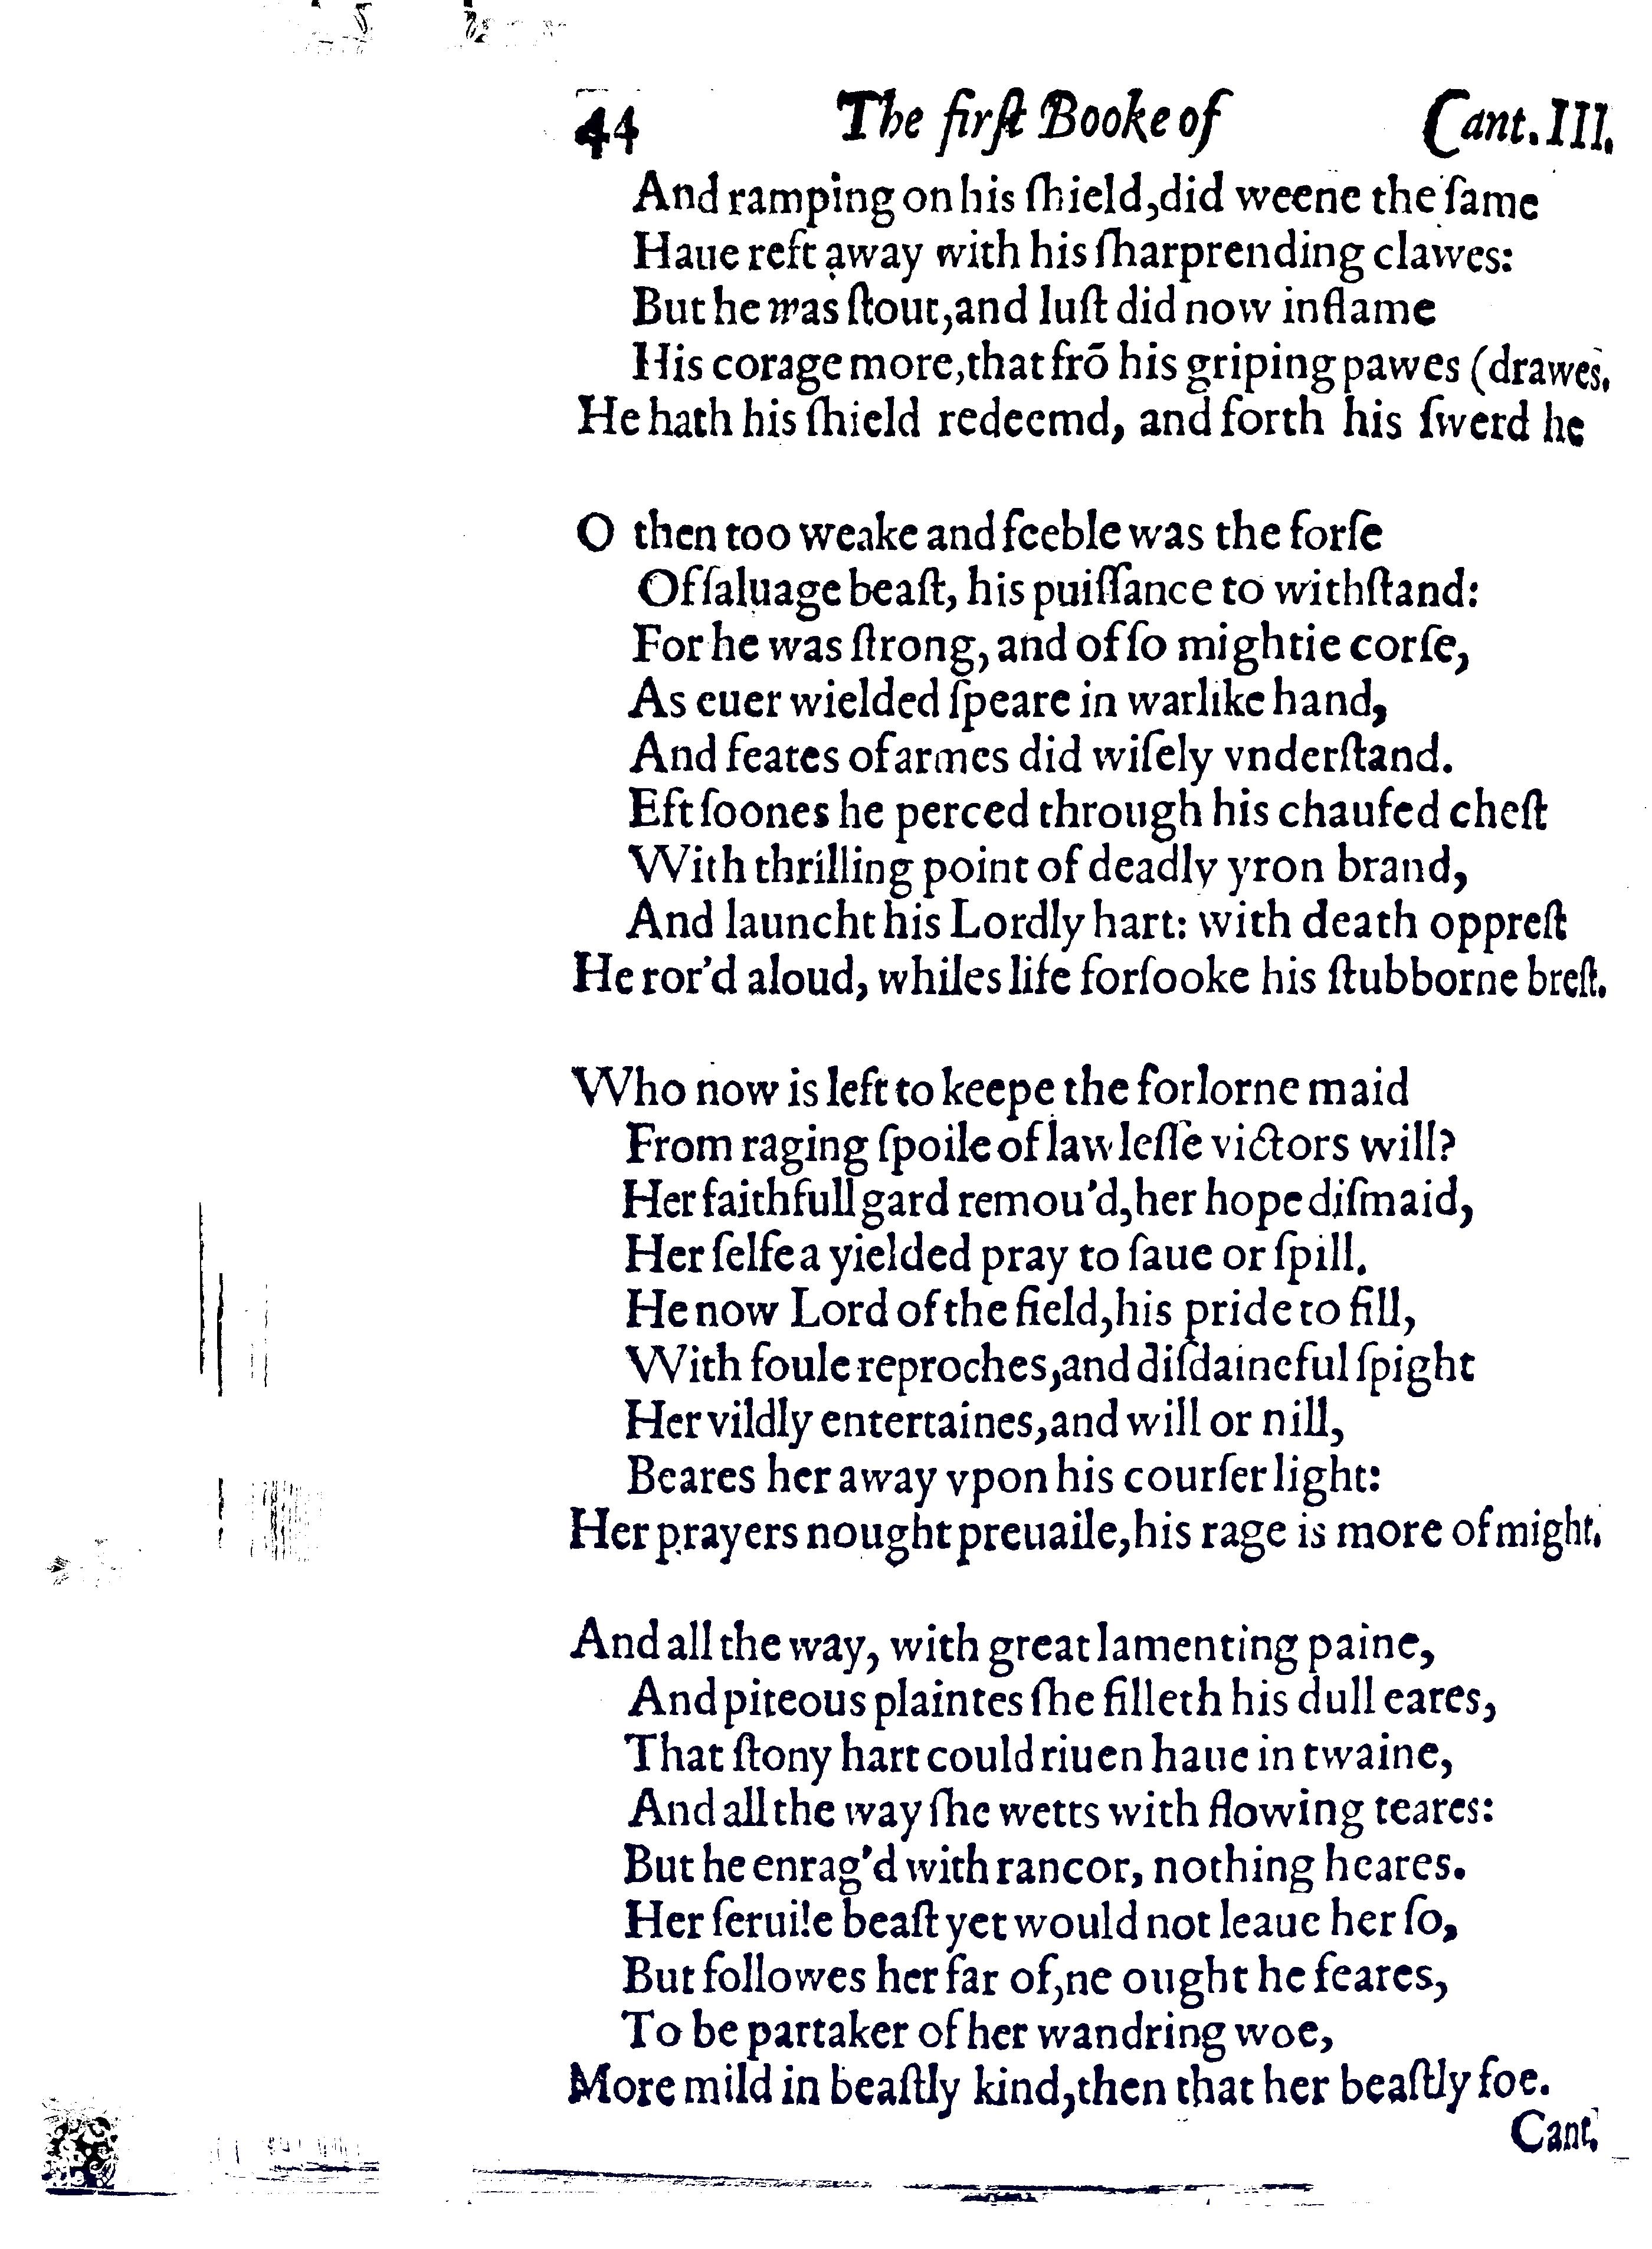 44 The firſt Booke of Cant. III.
And ramping on his ſhield, did weene the ſame
Haue reft away with his ſharprending clawes:
But he was ſtout, and luſt did now inflame
His corage more, that frõ his griping pawes (drawes.
He hath his ſhield redeemd, and forth his ſwerd he
O then too weake and feeble was the forſe
Of ſaluage beaſt, his puiſſance to withſtand:
For he was ſtrong, and of ſo mightie corſe,
As euer wielded ſpeare in warlike hand,
And feates of armes did wiſely vnderſtand.
Eftſoones he perced through his chaufed cheſt
With thrilling point of deadly yron brand,
And launcht his Lordly hart: with death oppreſt
He ror'd aloud, whiles life forſooke his ſtubborne breſt.
Who now is left to keepe the forlorne maid
From raging ſpoile of lawleſſe victors will?
Her faithfull gard remou'd, her hope diſmaid,
Her ſelfe a yielded pray to ſaue or ſpill.
He now Lord of the field, his pride to fill,
With foule reproches, and diſdaineful ſpight
Her vildly entertaines, and will or nill,
Beares her away vpon his courſer light:
Her prayers nought preuaile, his rage is more of might.
And all the way, with great lamenting paine,
And piteous plaintes ſhe filleth his dull eares,
That ſtony hart could riuen haue in twaine,
And all the way ſhe wetts with flowing teares:
But he enrag'd with rancor, nothing heares.
Her ſeruile beaſt yet would not leaue her ſo,
But followes her far of, ne ought he feares,
To be partaker of her wandring woe,
More mild in beaſtly kind, then that her beaſtly foe.
Cant.